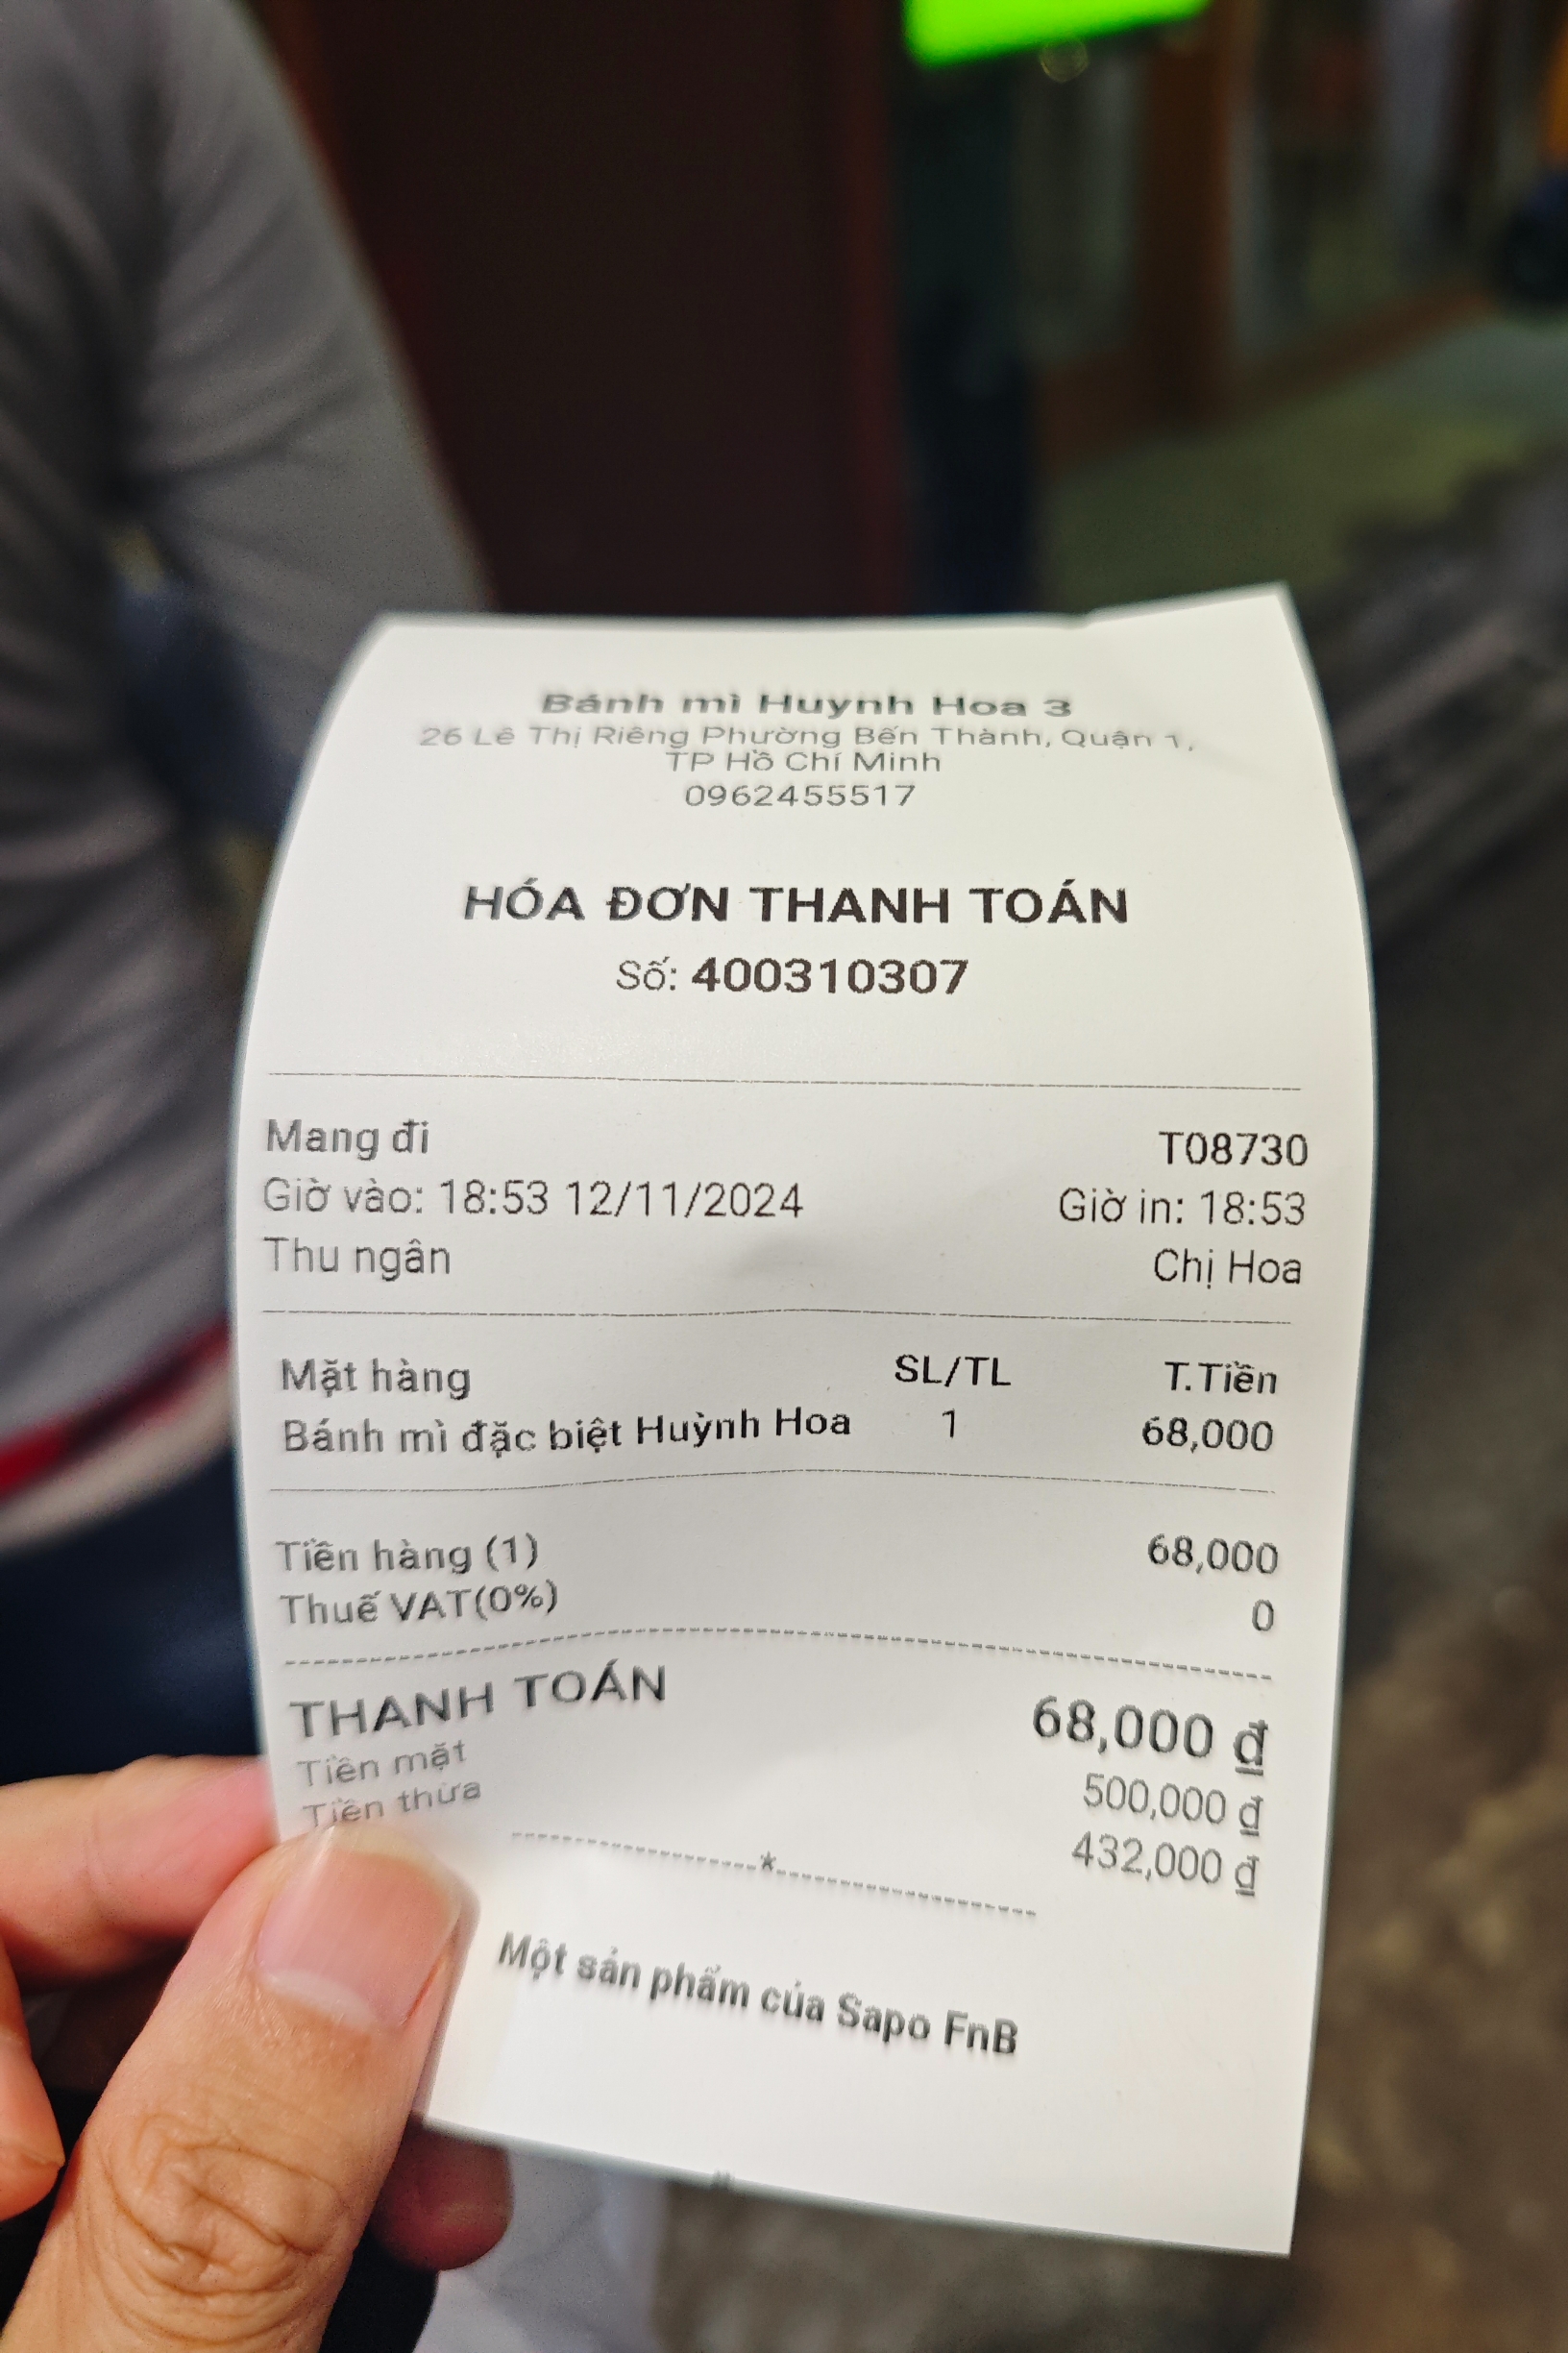 Bánh mì Huynh Hoa 3
26 Lê Thị Riêng Phường Bến Thành, Quận 1,
TP Hồ Chí Minh
0962455517
HÓA ĐƠN THANH TOÁN
Số: 400310307
Mang đi T08730
Giờ vào: 18:53 12/11/2024 Giờ in: 18:53
Thu ngân Chị Hoa
Mặt hàng SL/TL T.Tiền
Bánh mì đặc biệt Huỳnh Hoa 1 68,000
Tiền hàng (1) 68,000
Thuế VAT(0%) 0
THANH TOÁN 68,000 đ
Tiền mặt 500,000 đ
Tiền thừa 432,000 đ
*
Một sản phẩm của Sapo FnB